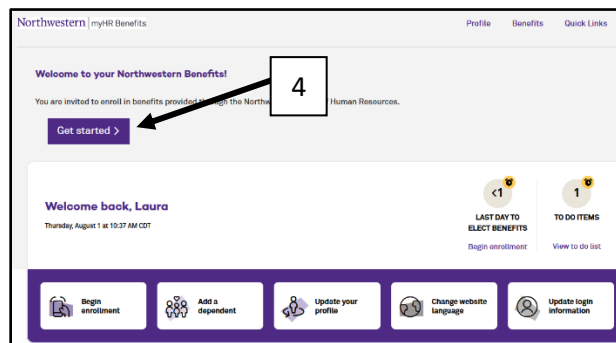 Northwestern | myHR Benefits
Profile Benefits Quick Links
Welcome to your Northwestern Benefits!
4
You are invited to enroll in benefits provided through the Northw Human Resources.
Get started >
Welcome back, Laura
Thursday, August 1 at 10:37 AM CDT
<1
LAST DAY TO
ELECT BENEFITS
Begin enrollment
1
TO DO ITEMS
View to do list
Begin
enrollment
Add a
dependent
Update your
profile
Change website
language
Update login
information